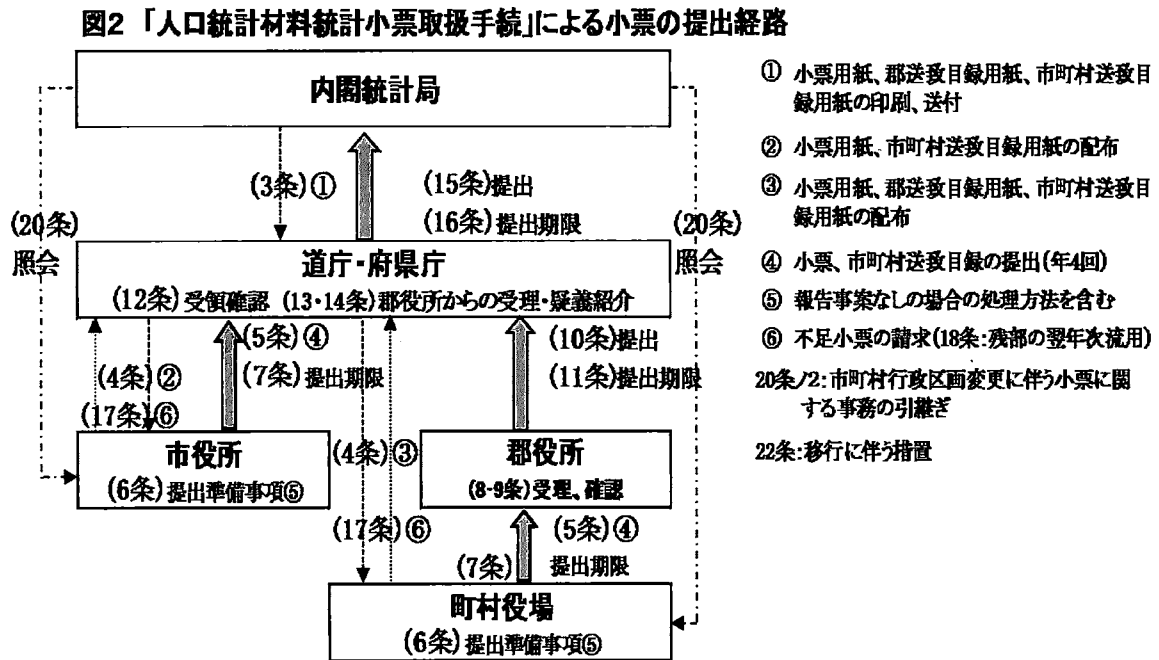 図2 「人口統計材料統計小票取扱手続」による小票の提出経路
内閣統計局
(3条)①
(15条)提出
(16条)提出期限
(20条)
照会
(20条)
照会
道庁・府県庁
(12条)受領確認 (13・14条)郡役所からの受理・疑義紹介
(5条)④
(7条)提出期限
(4条)②
(17条)⑥
(10条)提出
(11条)提出期限
市役所
(6条)提出準備事項⑤
(4条)③
(17条)⑥
郡役所
(8-9条)受理、確認
(5条)④
(7条) 提出期限
町村役場
(6条)提出準備事項⑤
① 小票用紙、郡送致目録用紙、市町村送致目
録用紙の印刷、送付
② 小票用紙、市町村送致目録用紙の配布
③ 小票用紙、郡送致目録用紙、市町村送致目
録用紙の配布
④ 小票、市町村送致目録の提出(年4回)
⑤ 報告事案なしの場合の処理方法を含む
⑥ 不足小票の請求(18条:残部の翌年次流用)
20条ノ2:市町村行政区画変更に伴う小票に関
する事務の引継ぎ
22条:移行に伴う措置